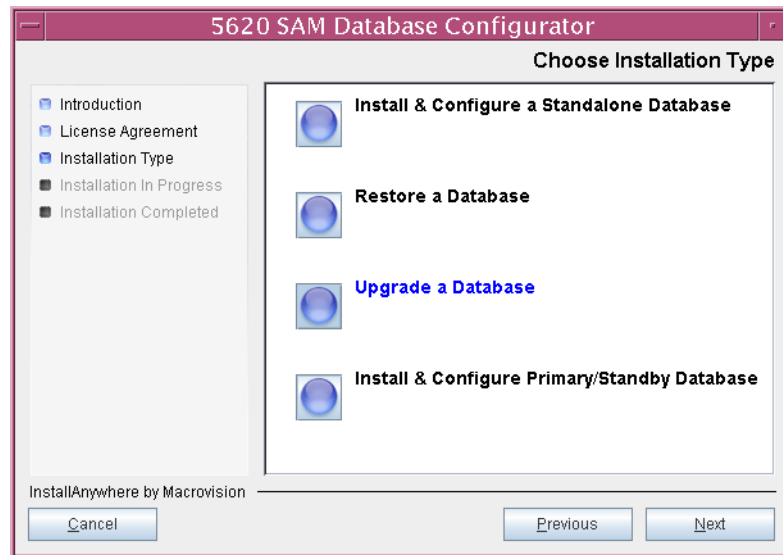 5620 SAM Database Configurator
Choose Installation Type
Introduction
License Agreement
Installation Type
Installation In Progress
Installation Completed
Install & Configure a Standalone Database
Restore a Database
Upgrade a Database
Install & Configure Primary/Standby Database
InstallAnywhere by Macrovision
Cancel
Previous
Next